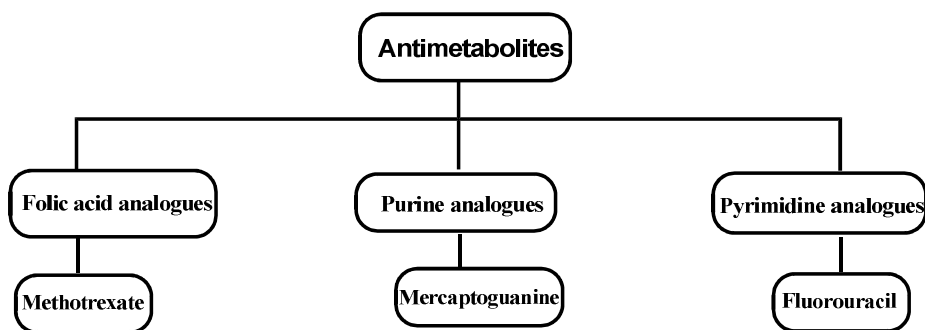 Antimetabolites
Folic acid analogues
Purine analogues
Pyrimidine analogues
Methotrexate
Mercaptoguanine
Fluorouracil